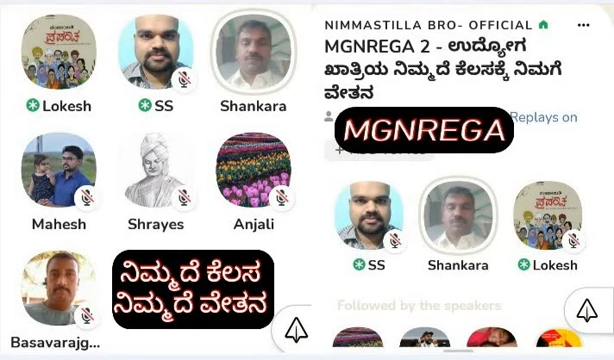 Lokesh
SS
Shankara
Mahesh
Shrayes
Anjali
Basavarajg...
ನಿಮ್ಮದೆ ಕೆಲಸ
ನಿಮ್ಮದೆ ವೇತನ
NIMMASTILLA BRO- OFFICIAL
MGNREGA 2 - ಉದ್ಯೋಗ
ಖಾತ್ರಿಯ ನಿಮ್ಮದೆ ಕೆಲಸಕ್ಕೆ ನಿಮಗೆ
ವೇತನ
Replays on
MGNREGA
SS
Shankara
Lokesh
Followed by the speakers